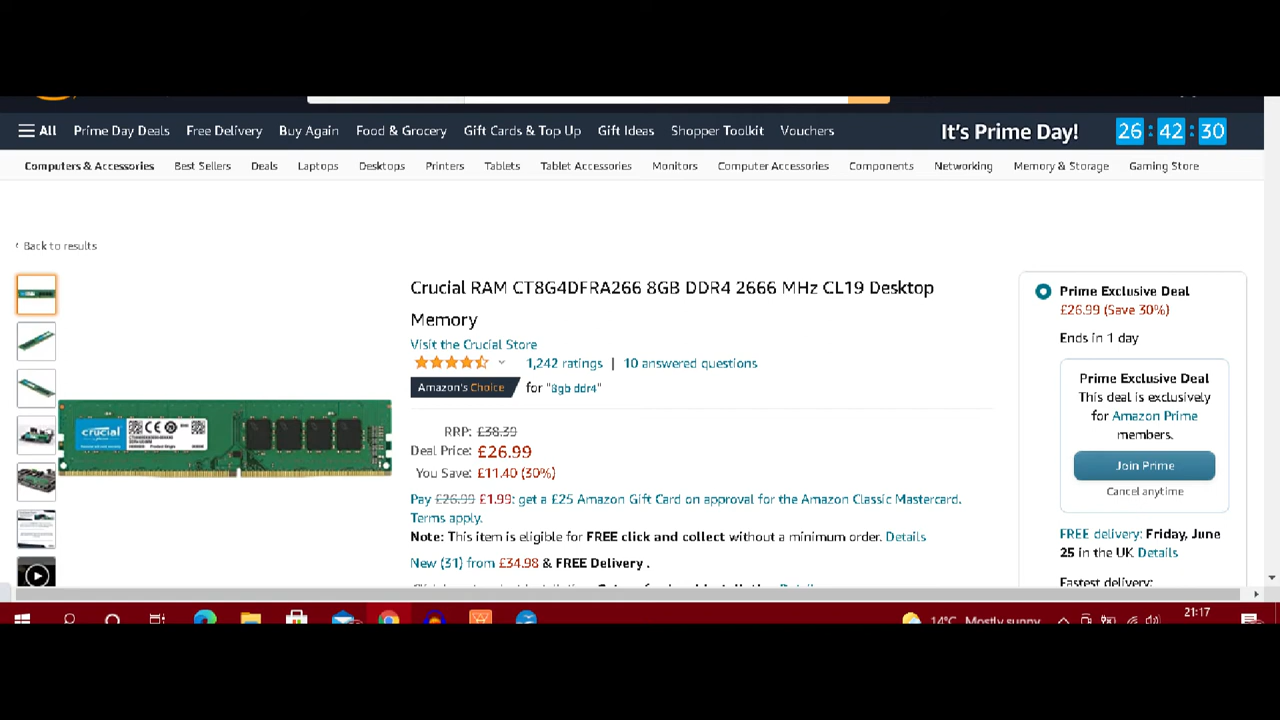 All Prime Day Deals Free Delivery Buy Again Food & Grocery Gift Cards & Top Up Gift Ideas Shopper Toolkit Vouchers It's Prime Day! 26 : 42 : 30
Computers & Accessories Best Sellers Deals Laptops Desktops Printers Tablets Tablet Accessories Monitors Computer Accessories Components Networking Memory & Storage Gaming Store
‹ Back to results
Crucial RAM CT8G4DFRA266 8GB DDR4 2666 MHz CL19 Desktop
Memory
Visit the Crucial Store
1,242 ratings | 10 answered questions
Amazon's Choice for "8gb ddr4"
crucial
RRP: £38.39
Deal Price: £26.99
You Save: £11.40 (30%)
Pay £26.99 £1.99: get a £25 Amazon Gift Card on approval for the Amazon Classic Mastercard.
Terms apply.
Note: This item is eligible for FREE click and collect without a minimum order. Details
New (31) from £34.98 & FREE Delivery .
Prime Exclusive Deal
£26.99 (Save 30%)
Ends in 1 day
Prime Exclusive Deal
This deal is exclusively
for Amazon Prime
members.
Join Prime
Cancel anytime
FREE delivery: Friday, June
25 in the UK Details
Fastest delivery:
14°C Mostly sunny
21:17